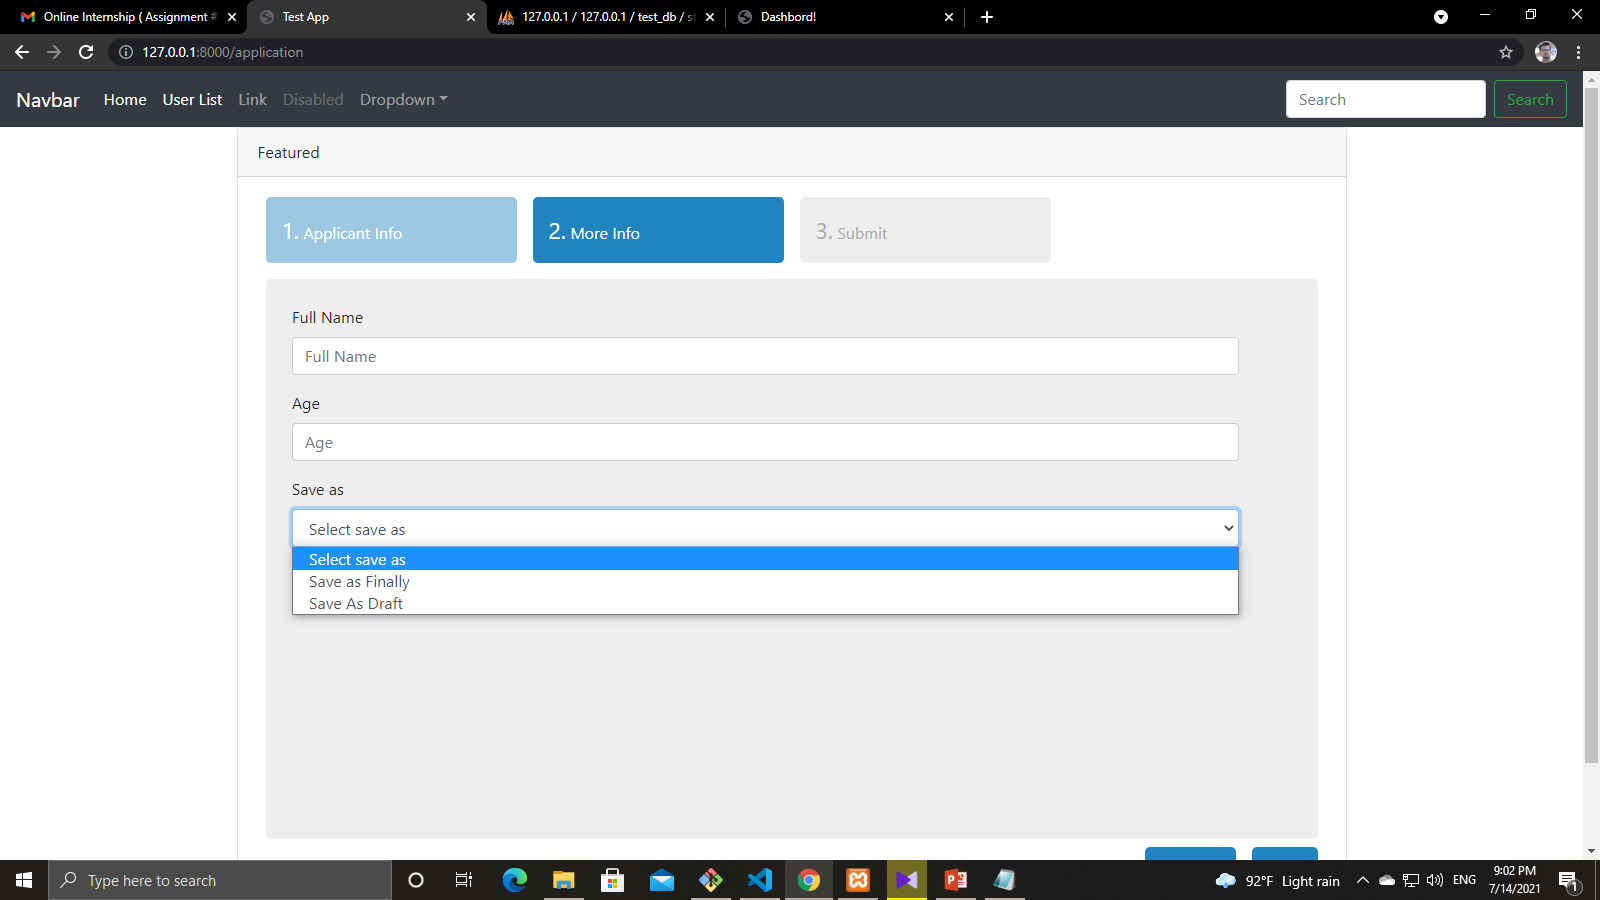 Online Internship ( Assignment #
Test App
127.0.0.1 / 127.0.0.1 / test_db / st
Dashbord!
127.0.0.1:8000/application
Navbar Home User List Link Disabled Dropdown Search Search
Featured
1. Applicant Info
2. More Info
3. Submit
Full Name
Full Name
Age
Age
Save as
Select save as
Select save as
Save as Finally
Save As Draft
Type here to search
92°F Light rain
ENG
9:02 PM
7/14/2021
1